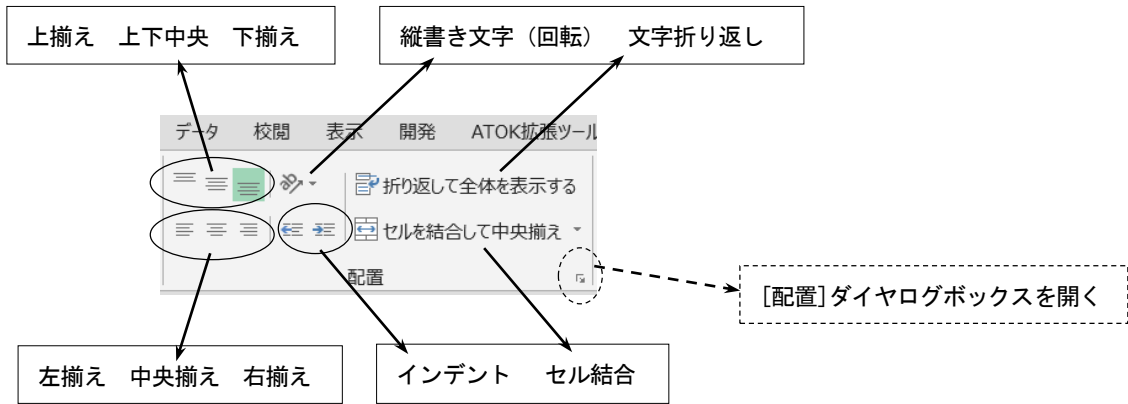 上揃え 上下中央 下揃え
縦書き文字(回転) 文字折り返し
データ 校閲 表示 開発 ATOK拡張ツール
折り返して全体を表示する
セルを結合して中央揃え
配置
[配置]ダイヤログボックスを開く
左揃え 中央揃え 右揃え
インデント セル結合